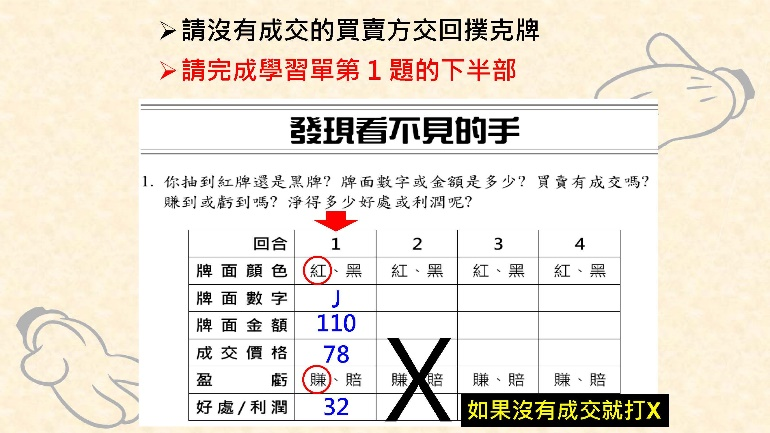 ➢請沒有成交的買賣方交回撲克牌
➢請完成學習單第1題的下半部
發現看不見的手
1. 你抽到紅牌還是黑牌？牌面數字或金額是多少？買賣有成交嗎？
賺到或虧到嗎？淨得多少好處或利潤呢？
回合 1 2 3 4
牌面顏色 紅、黑 紅、黑 紅、黑 紅、黑
牌面數字 J
牌面金額 110
成交價格 78
盈虧 賺、賠 賺、賠 賺、賠 賺、賠
好處/利潤 32
X
如果沒有成交就打X